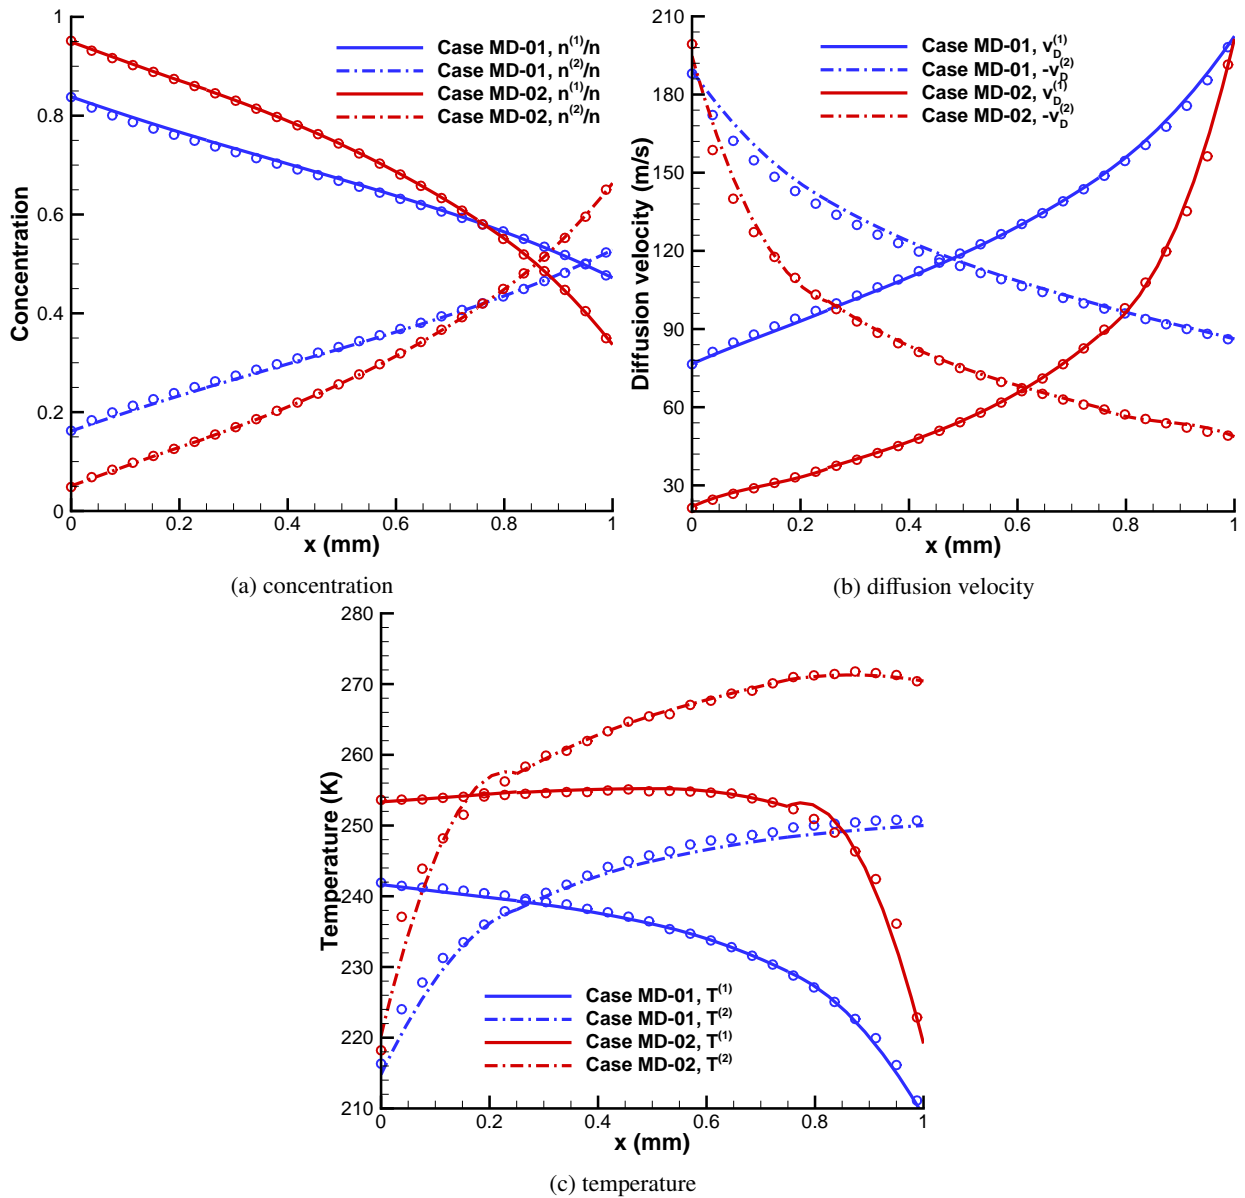 1
0.8
0.6
0.4
0.2
0
Concentration
Case MD-01, n⁽¹⁾/n
Case MD-01, n⁽²⁾/n
Case MD-02, n⁽¹⁾/n
Case MD-02, n⁽²⁾/n
0 0.2 0.4 0.6 0.8 1
x (mm)
(a) concentration
210
180
150
120
90
60
30
Diffusion velocity (m/s)
Case MD-01, v_D⁽¹⁾
Case MD-01, -v_D⁽²⁾
Case MD-02, v_D⁽¹⁾
Case MD-02, -v_D⁽²⁾
0 0.2 0.4 0.6 0.8 1
x (mm)
(b) diffusion velocity
280
270
260
250
240
230
220
210
Temperature (K)
Case MD-01, T⁽¹⁾
Case MD-01, T⁽²⁾
Case MD-02, T⁽¹⁾
Case MD-02, T⁽²⁾
0 0.2 0.4 0.6 0.8 1
x (mm)
(c) temperature